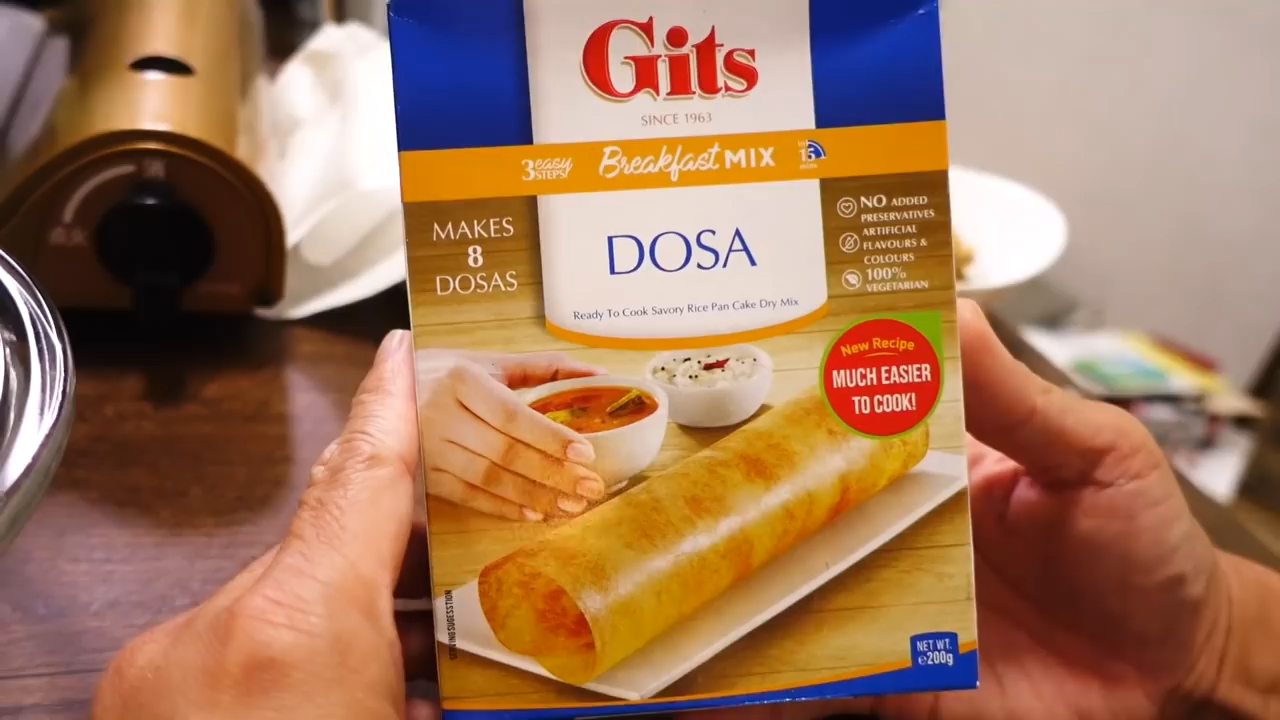 Gits
SINCE 1963
3 easy STEPS! Breakfast MIX 15
MAKES
8
DOSAS
DOSA
Ready To Cook Savory Rice Pan Cake Dry Mix
NO ADDED
PRESERVATIVES
ARTIFICIAL
FLAVOURS &
COLOURS
100%
VEGETARIAN
New Recipe
MUCH EASIER
TO COOK!
NET WT.
℮200g